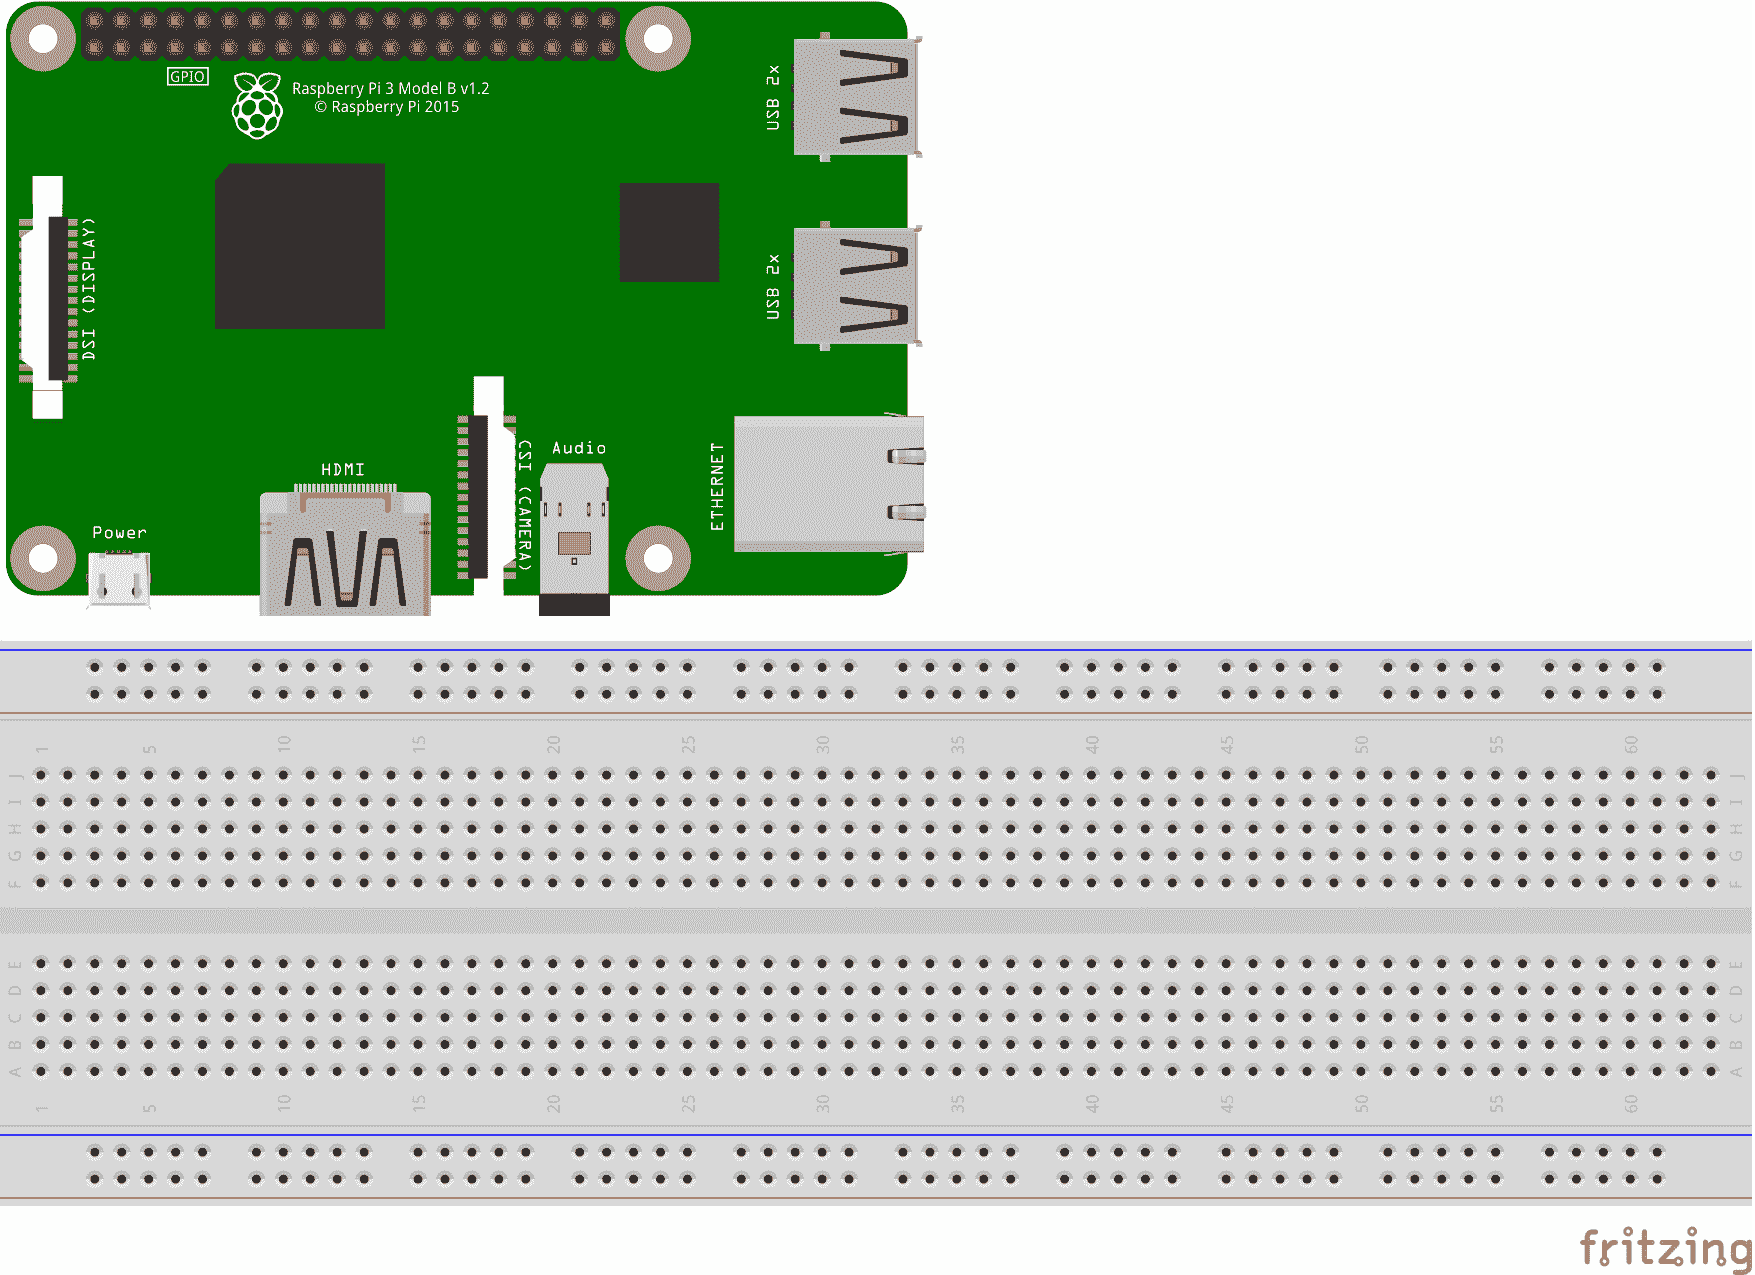 GPIO
Raspberry Pi 3 Model B v1.2
© Raspberry Pi 2015
USB 2x
DSI (DISPLAY)
USB 2x
HDMI
CSI (CAMERA)
Audio
ETHERNET
Power
1 5 10 15 20 25 30 35 40 45 50 55 60
J J
I I
H H
G G
F F
E E
D D
C C
B B
A A
1 5 10 15 20 25 30 35 40 45 50 55 60
fritzing